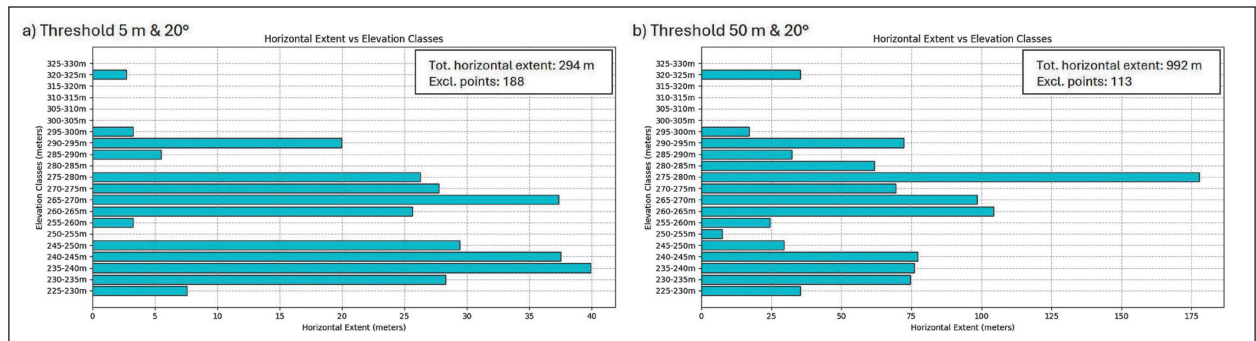 a) Threshold 5 m & 20°
Horizontal Extent vs Elevation Classes
Tot. horizontal extent: 294 m
Excl. points: 188
Elevation Classes (meters)
325-330m
320-325m
315-320m
310-315m
305-310m
300-305m
295-300m
290-295m
285-290m
280-285m
275-280m
270-275m
265-270m
260-265m
255-260m
250-255m
245-250m
240-245m
235-240m
230-235m
225-230m
0 5 10 15 20 25 30 35 40
Horizontal Extent (meters)
b) Threshold 50 m & 20°
Horizontal Extent vs Elevation Classes
Tot. horizontal extent: 992 m
Excl. points: 113
Elevation Classes (meters)
325-330m
320-325m
315-320m
310-315m
305-310m
300-305m
295-300m
290-295m
285-290m
280-285m
275-280m
270-275m
265-270m
260-265m
255-260m
250-255m
245-250m
240-245m
235-240m
230-235m
225-230m
0 25 50 75 100 125 150 175
Horizontal Extent (meters)